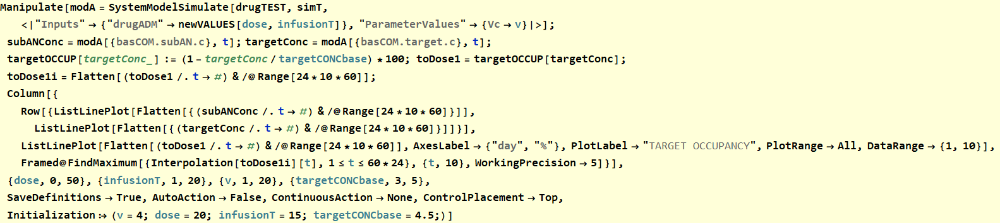 Manipulate[modA = SystemModelSimulate[drugTEST, simT,
<|"Inputs" → {"drugADM" → newVALUES[dose, infusionT]}, "ParameterValues" → {Vc → v}|>];
subANConc = modA[{basCOM.subAN.c}, t]; targetConc = modA[{basCOM.target.c}, t];
targetOCCUP[targetConc_] := (1 - targetConc / targetCONCbase) * 100; toDose1 = targetOCCUP[targetConc];
toDose1i = Flatten[(toDose1 /. t → #) & /@ Range[24 * 10 * 60]];
Column[{
Row[{ListLinePlot[Flatten[{(subANConc /. t → #) & /@ Range[24 * 10 * 60]}]],
ListLinePlot[Flatten[{(targetConc /. t → #) & /@ Range[24 * 10 * 60]}]]}],
ListLinePlot[Flatten[(toDose1 /. t → #) & /@ Range[24 * 10 * 60]], AxesLabel → {"day", "%"}, PlotLabel → "TARGET OCCUPANCY", PlotRange → All, DataRange → {1, 10}],
Framed@FindMaximum[{Interpolation[toDose1i][t], 1 ≤ t ≤ 60 * 24}, {t, 10}, WorkingPrecision → 5]}],
{dose, 0, 50}, {infusionT, 1, 20}, {v, 1, 20}, {targetCONCbase, 3, 5},
SaveDefinitions → True, AutoAction → False, ContinuousAction → None, ControlPlacement → Top,
Initialization :> (v = 4; dose = 20; infusionT = 15; targetCONCbase = 4.5;)]